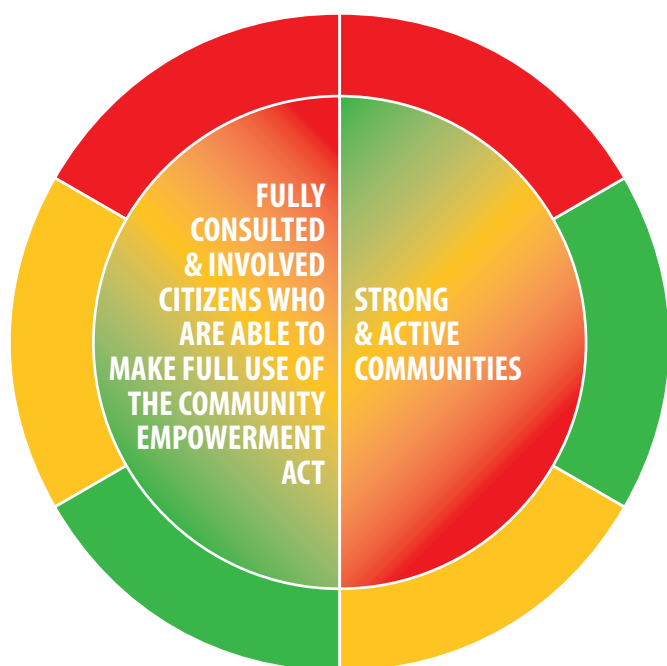 FULLY
CONSULTED
& INVOLVED
CITIZENS WHO
ARE ABLE TO
MAKE FULL USE OF
THE COMMUNITY
EMPOWERMENT
ACT
STRONG
& ACTIVE
COMMUNITIES